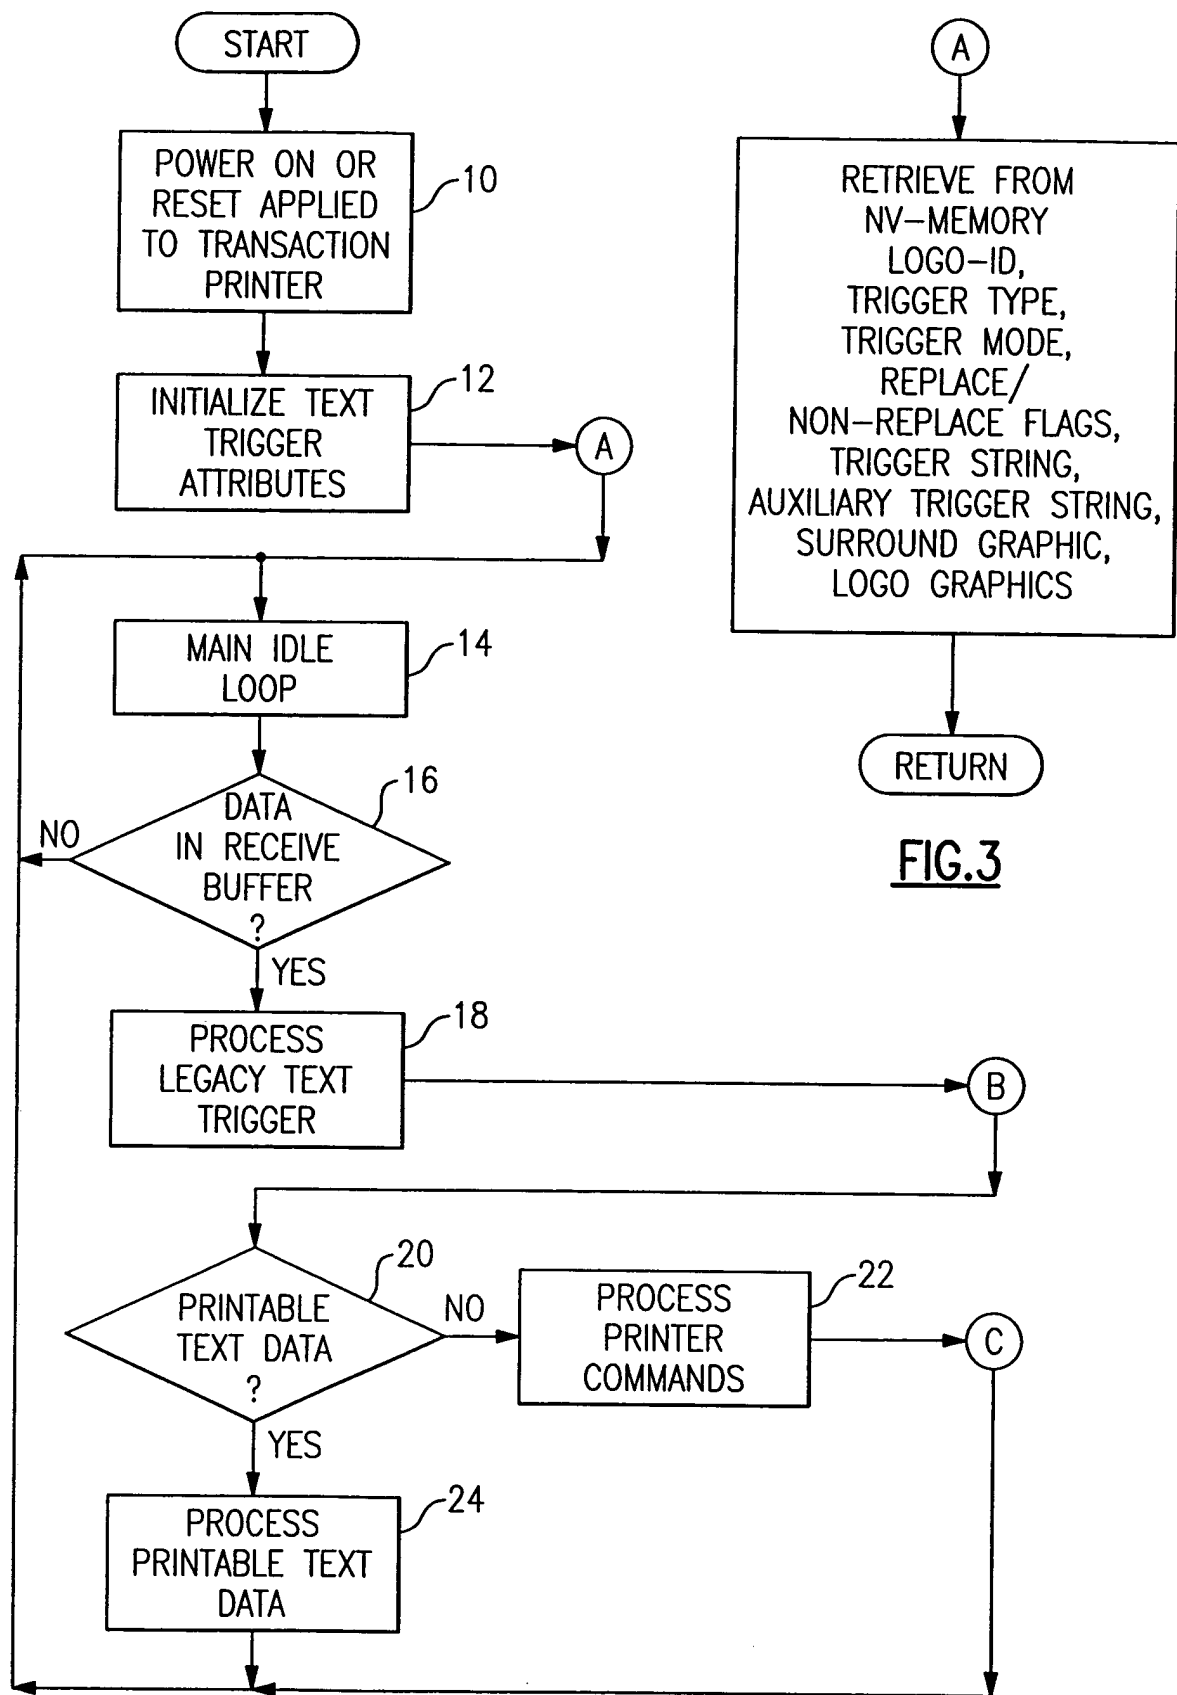 START
POWER ON OR
RESET APPLIED
TO TRANSACTION
PRINTER
10
INITIALIZE TEXT
TRIGGER
ATTRIBUTES
12
A
MAIN IDLE
LOOP
14
DATA
IN RECEIVE
BUFFER
?
16
NO
YES
PROCESS
LEGACY TEXT
TRIGGER
18
B
PRINTABLE
TEXT DATA
?
20
NO
PROCESS
PRINTER
COMMANDS
22
C
YES
PROCESS
PRINTABLE TEXT
DATA
24
A
RETRIEVE FROM
NV-MEMORY
LOGO-ID,
TRIGGER TYPE,
TRIGGER MODE,
REPLACE/
NON-REPLACE FLAGS,
TRIGGER STRING,
AUXILIARY TRIGGER STRING,
SURROUND GRAPHIC,
LOGO GRAPHICS
RETURN
FIG.3